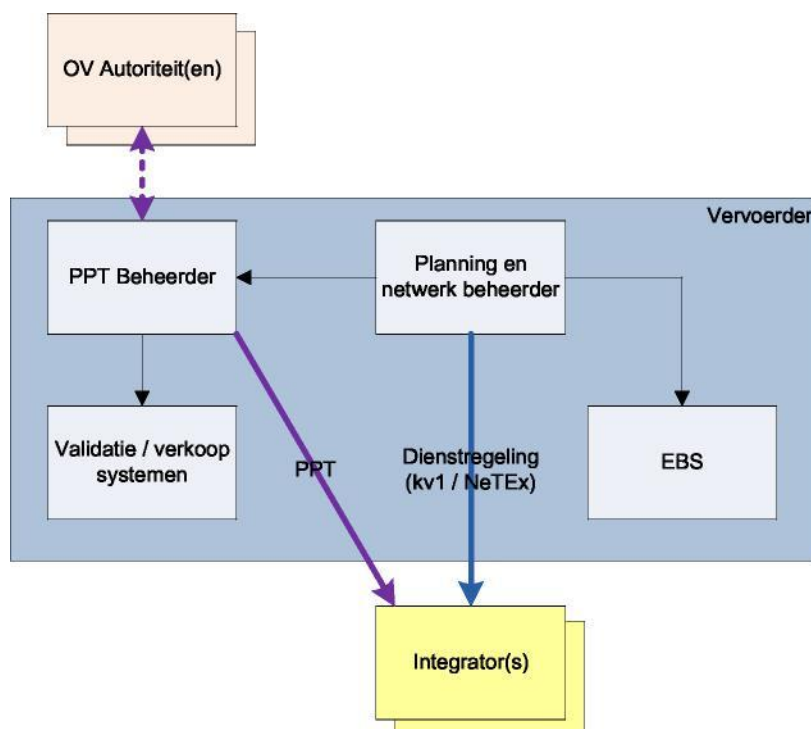 OV Autoriteit(en)
Vervoerder
PPT Beheerder
Planning en
netwerk beheerder
Validatie / verkoop
systemen
PPT
Dienstregeling
(kv1 / NeTEx)
EBS
Integrator(s)